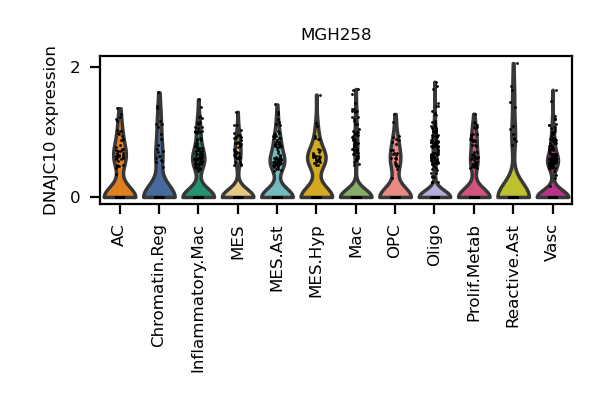 MGH258
DNAJC10 expression
2
0
AC
Chromatin.Reg
Inflammatory.Mac
MES
MES.Ast
MES.Hyp
Mac
OPC
Oligo
Prolif.Metab
Reactive.Ast
Vasc